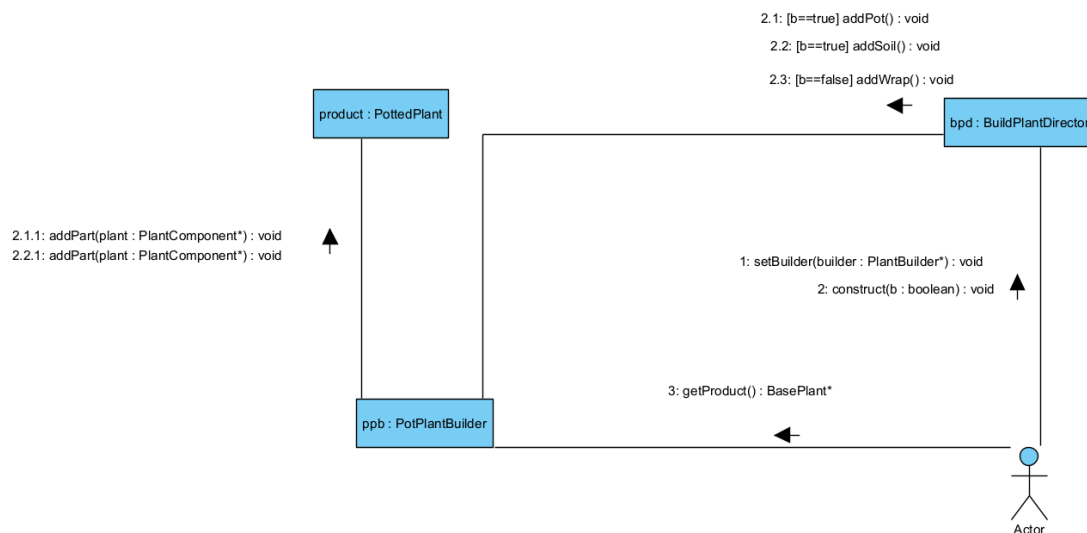 2.1: [b==true] addPot() : void
2.2: [b==true] addSoil() : void
2.3: [b==false] addWrap() : void
product : PottedPlant
bpd : BuildPlantDirector
2.1.1: addPart(plant : PlantComponent*) : void
2.2.1: addPart(plant : PlantComponent*) : void
1: setBuilder(builder : PlantBuilder*) : void
2: construct(b : boolean) : void
3: getProduct() : BasePlant*
ppb : PotPlantBuilder
Actor